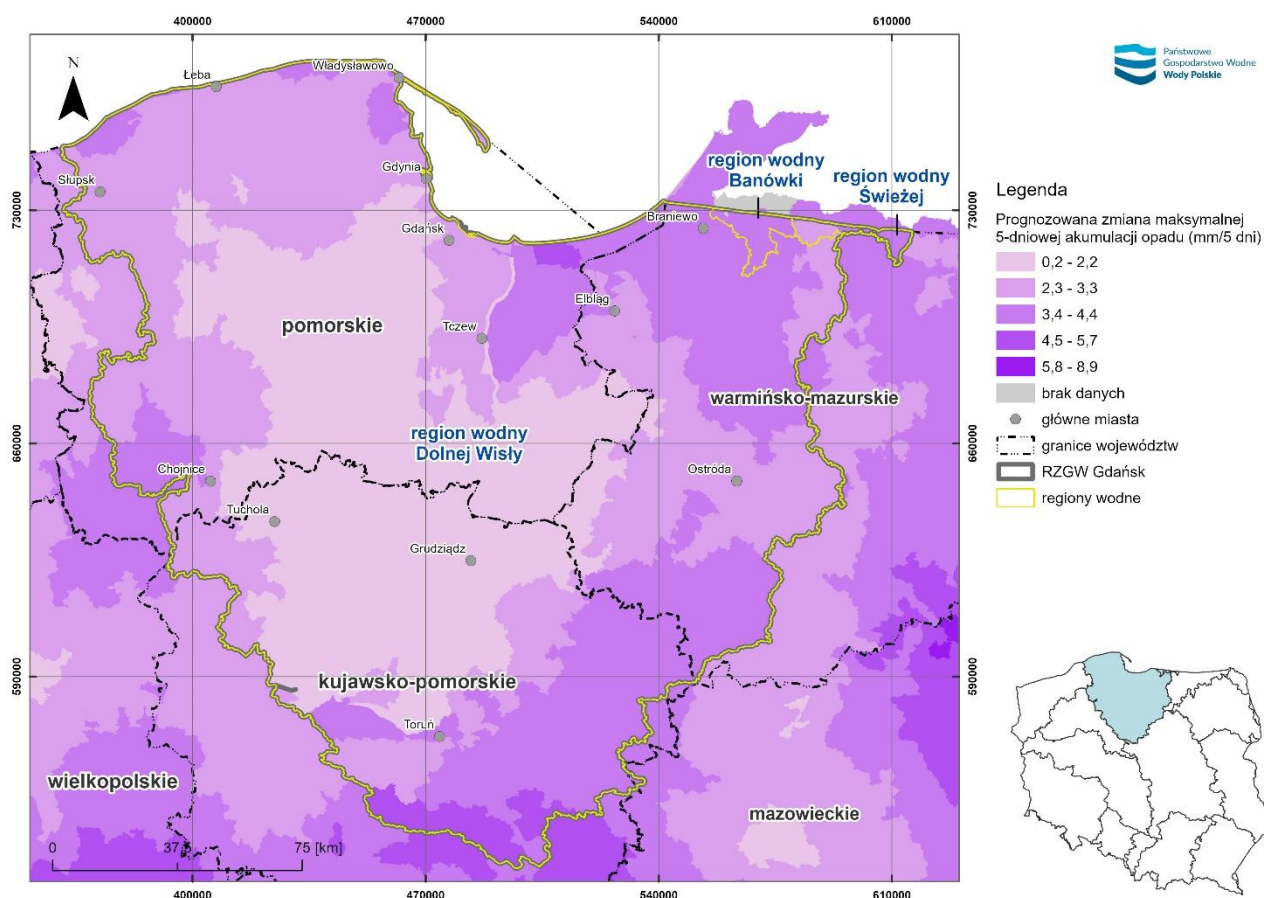 400000
470000
540000
610000
N
Łeba
Władysławowo
Państwowe
Gospodarstwo Wodne
Wody Polskie
Słupsk
Gdynia
region wodny
Banówki
region wodny
Świeżej
730000
Gdańsk
Braniewo
730000
Elbląg
pomorskie
Tczew
warmińsko-mazurskie
660000
region wodny
Dolnej Wisły
660000
Chojnice
Ostróda
Tuchola
Grudziądz
590000
kujawsko-pomorskie
590000
Toruń
wielkopolskie
mazowieckie
0
37,5
75 [km]
400000
470000
540000
610000
Legenda
Prognozowana zmiana maksymalnej
5-dniowej akumulacji opadu (mm/5 dni)
0,2 - 2,2
2,3 - 3,3
3,4 - 4,4
4,5 - 5,7
5,8 - 8,9
brak danych
główne miasta
granice województw
RZGW Gdańsk
regiony wodne